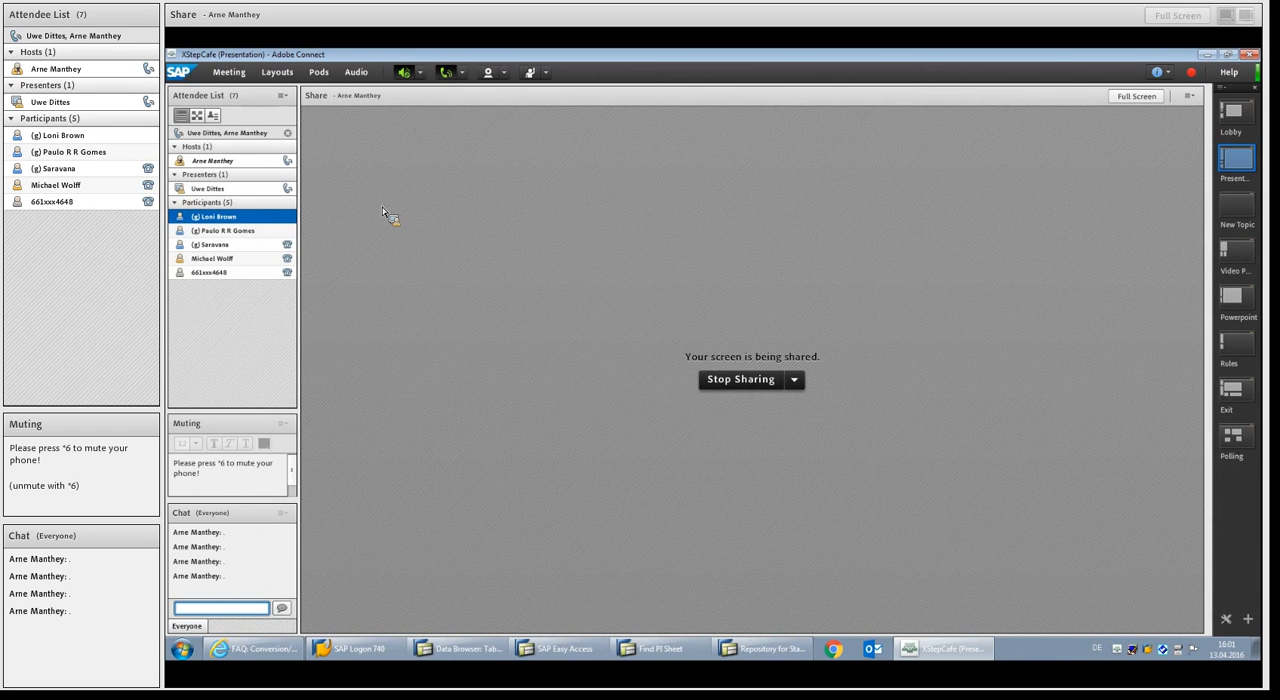 Attendee List (7)
Uwe Dittes, Arne Manthey
Hosts (1)
Arne Manthey
Presenters (1)
Uwe Dittes
Participants (5)
(g) Loni Brown
(g) Paulo R R Gomes
(g) Saravana
Michael Wolff
661xxx4648
Muting
Please press *6 to mute your
phone!
(unmute with *6)
Chat (Everyone)
Arne Manthey: .
Arne Manthey: .
Arne Manthey: .
Arne Manthey: .
Share - Arne Manthey
Full Screen
XStepCafe (Presentation) - Adobe Connect
SAP Meeting Layouts Pods Audio Help
Attendee List (7)
Uwe Dittes, Arne Manthey
Hosts (1)
Arne Manthey
Presenters (1)
Uwe Dittes
Participants (5)
(g) Loni Brown
(g) Paulo R R Gomes
(g) Saravana
Michael Wolff
661xxx4648
Muting
12 T T T
Please press *6 to mute your
phone!
Chat (Everyone)
Arne Manthey: .
Arne Manthey: .
Arne Manthey: .
Arne Manthey: .
Everyone
Share - Arne Manthey
Full Screen
Your screen is being shared.
Stop Sharing
Lobby
Present...
New Topic
Video P...
Powerpoint
Rules
Exit
Polling
FAQ: Conversion/...
SAP Logon 740
Data Browser: Tab...
SAP Easy Access
Find PI Sheet
Repository for Sta...
XStepCafe (Prese...
DE
16:01
13.04.2016